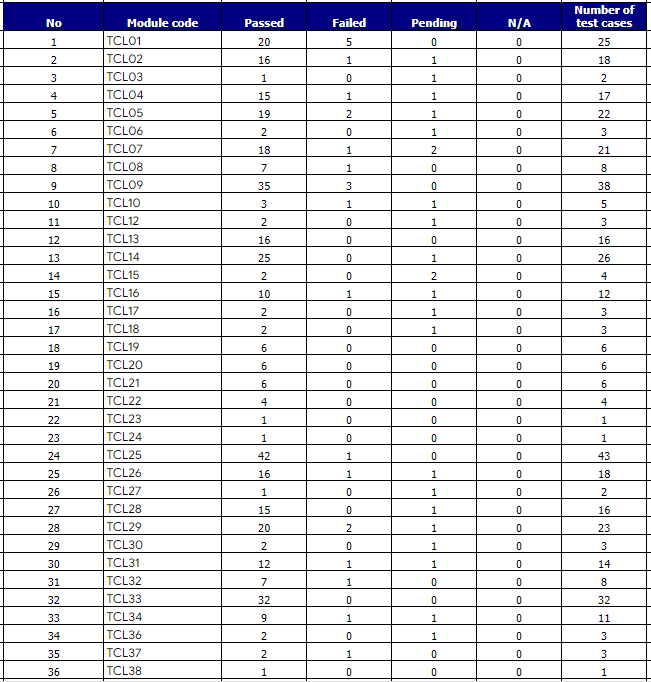 No Module code Passed Failed Pending N/A Number of test cases
1 TCL01 20 5 0 0 25
2 TCL02 16 1 1 0 18
3 TCL03 1 0 1 0 2
4 TCL04 15 1 1 0 17
5 TCL05 19 2 1 0 22
6 TCL06 2 0 1 0 3
7 TCL07 18 1 2 0 21
8 TCL08 7 1 0 0 8
9 TCL09 35 3 0 0 38
10 TCL10 3 1 1 0 5
11 TCL12 2 0 1 0 3
12 TCL13 16 0 0 0 16
13 TCL14 25 0 1 0 26
14 TCL15 2 0 2 0 4
15 TCL16 10 1 1 0 12
16 TCL17 2 0 1 0 3
17 TCL18 2 0 1 0 3
18 TCL19 6 0 0 0 6
19 TCL20 6 0 0 0 6
20 TCL21 6 0 0 0 6
21 TCL22 4 0 0 0 4
22 TCL23 1 0 0 0 1
23 TCL24 1 0 0 0 1
24 TCL25 42 1 0 0 43
25 TCL26 16 1 1 0 18
26 TCL27 1 0 1 0 2
27 TCL28 15 0 1 0 16
28 TCL29 20 2 1 0 23
29 TCL30 2 0 1 0 3
30 TCL31 12 1 1 0 14
31 TCL32 7 1 0 0 8
32 TCL33 32 0 0 0 32
33 TCL34 9 1 1 0 11
34 TCL36 2 0 1 0 3
35 TCL37 2 1 0 0 3
36 TCL38 1 0 0 0 1